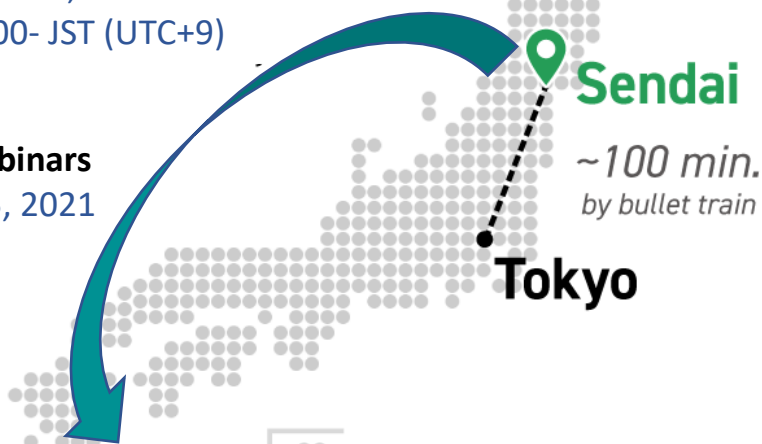 00- JST (UTC+9)
binars
, 2021
Sendai
~100 min.
by bullet train
Tokyo